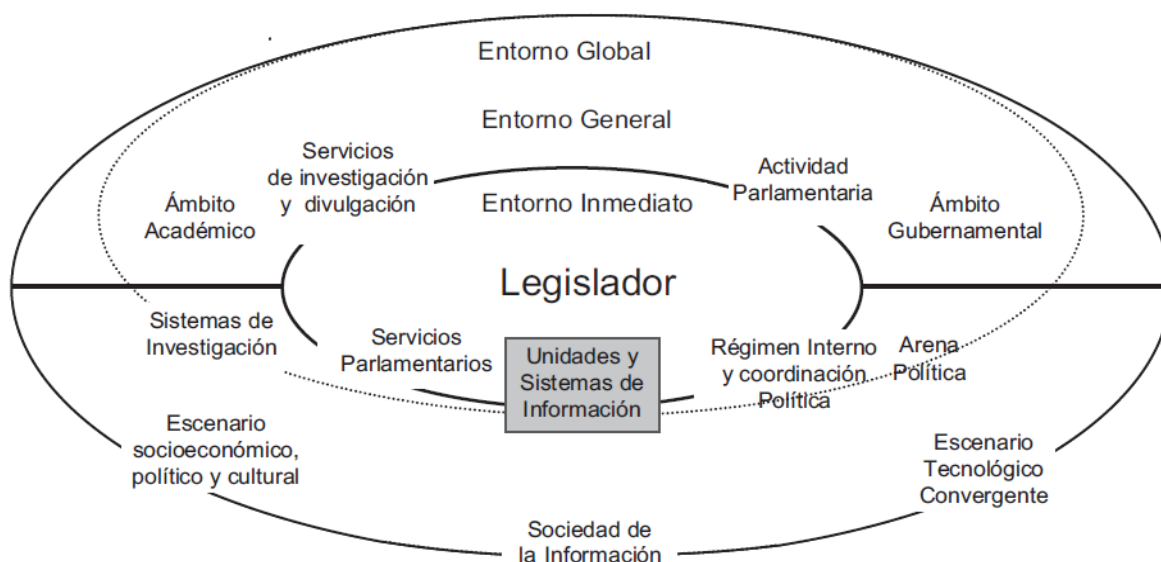 Entorno Global
Entorno General
Servicios
de investigación
y divulgación
Actividad
Parlamentaria
Ámbito
Académico
Entorno Inmediato
Ámbito
Gubernamental
Legislador
Sistemas de
Investigación
Servicios
Parlamentarios
Unidades y
Sistemas de
Información
Régimen Interno
y coordinación
Política
Arena
Política
Escenario
socioeconómico,
político y cultural
Escenario
Tecnológico
Convergente
Sociedad de
la Información